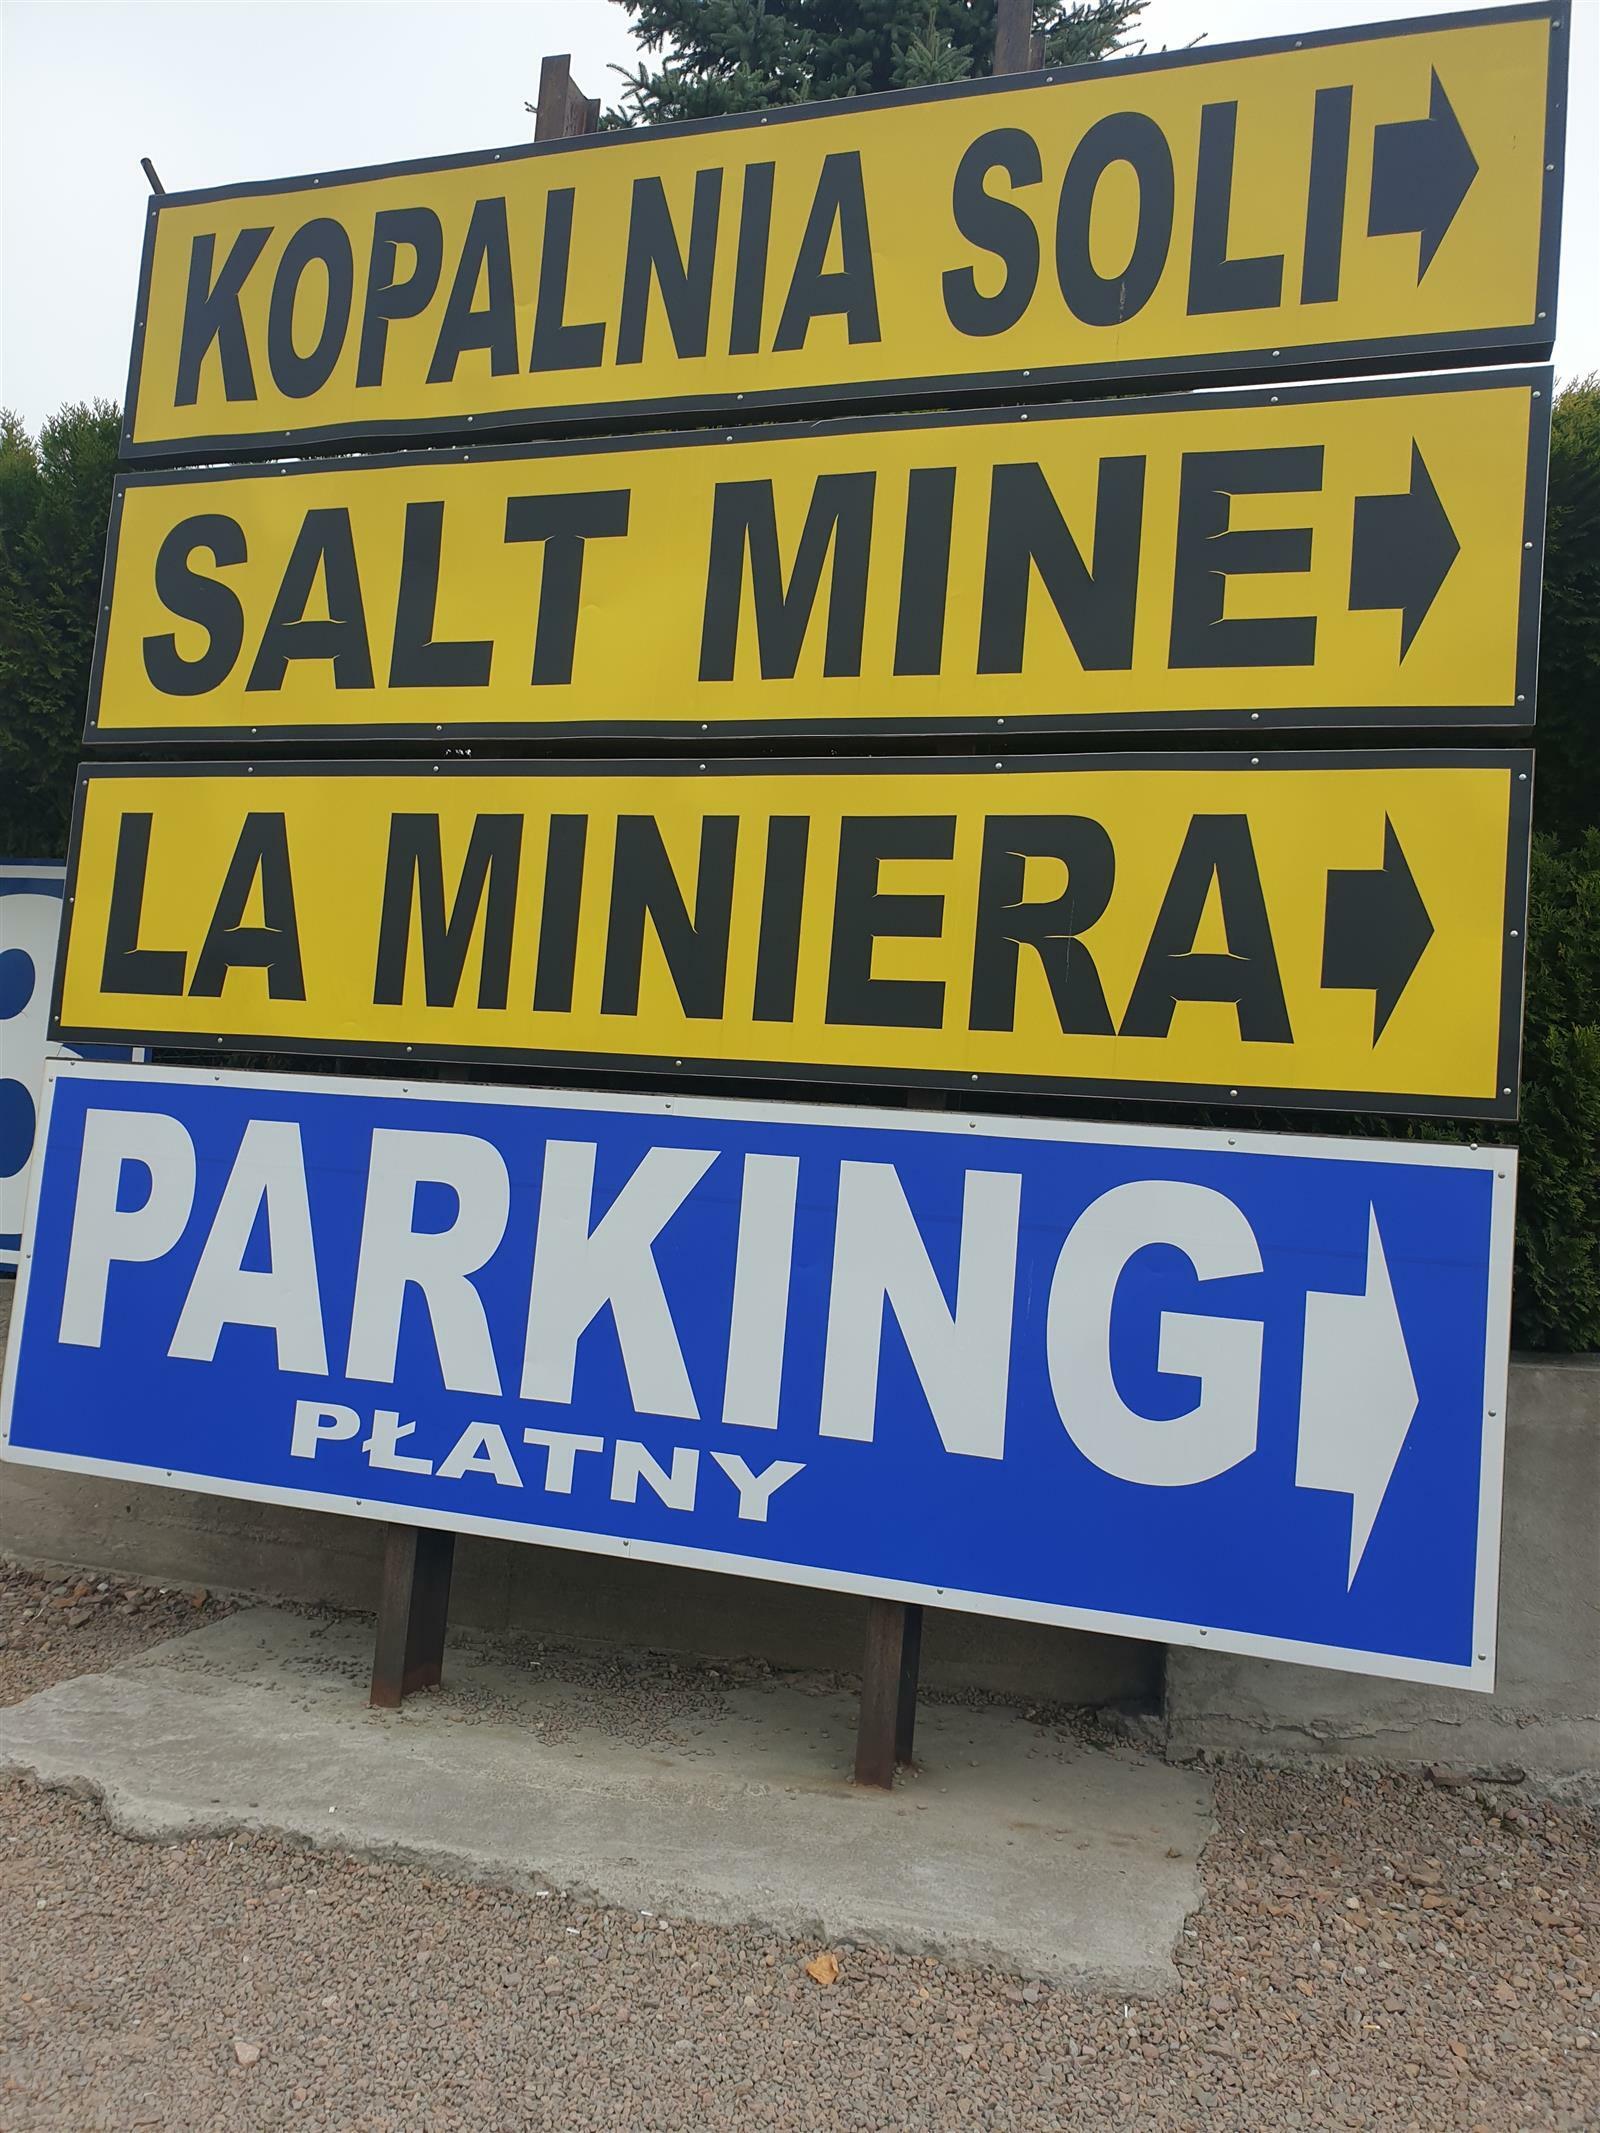 KOPALNIA SOLI
SALT MINE
LA MINIERA
PARKING
PŁATNY